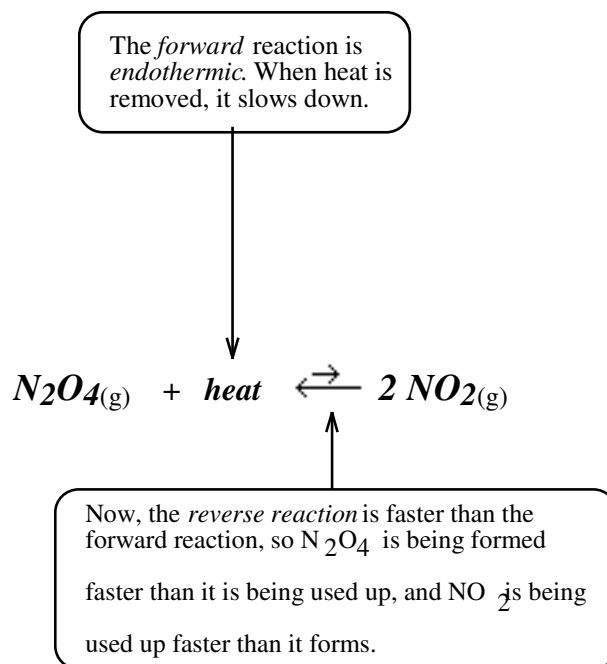 The forward reaction is
endothermic. When heat is
removed, it slows down.
N2O4(g) + heat ⇄ 2 NO2(g)
Now, the reverse reaction is faster than the
forward reaction, so N2O4 is being formed
faster than it is being used up, and NO2 is being
used up faster than it forms.